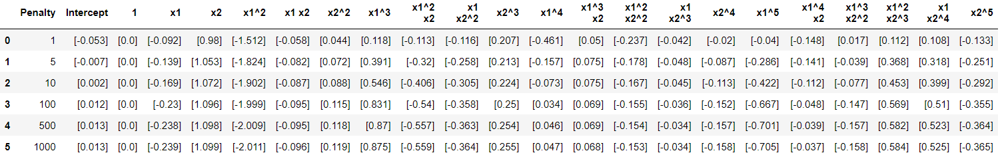 Penalty Intercept 1 x1 x2 x1^2 x1 x2 x2^2 x1^3 x1^2 x2 x1 x2^2 x2^3 x1^4 x1^3 x2 x1^2 x2^2 x1 x2^3 x2^4 x1^5 x1^4 x2 x1^3 x2^2 x1^2 x2^3 x1 x2^4 x2^5
0 1 [-0.053] [0.0] [-0.092] [0.98] [-1.512] [-0.058] [0.044] [0.118] [-0.113] [-0.116] [0.207] [-0.461] [0.05] [-0.237] [-0.042] [-0.02] [-0.04] [-0.148] [0.017] [0.112] [0.108] [-0.133]
1 5 [-0.007] [0.0] [-0.139] [1.053] [-1.824] [-0.082] [0.072] [0.391] [-0.32] [-0.258] [0.213] [-0.157] [0.075] [-0.178] [-0.048] [-0.087] [-0.286] [-0.141] [-0.039] [0.368] [0.318] [-0.251]
2 10 [0.002] [0.0] [-0.169] [1.072] [-1.902] [-0.087] [0.088] [0.546] [-0.406] [-0.305] [0.224] [-0.073] [0.075] [-0.167] [-0.045] [-0.113] [-0.422] [-0.112] [-0.077] [0.453] [0.399] [-0.292]
3 100 [0.012] [0.0] [-0.23] [1.096] [-1.999] [-0.095] [0.115] [0.831] [-0.54] [-0.358] [0.25] [0.034] [0.069] [-0.155] [-0.036] [-0.152] [-0.667] [-0.048] [-0.147] [0.569] [0.51] [-0.355]
4 500 [0.013] [0.0] [-0.238] [1.098] [-2.009] [-0.095] [0.118] [0.87] [-0.557] [-0.363] [0.254] [0.046] [0.069] [-0.154] [-0.034] [-0.157] [-0.701] [-0.039] [-0.157] [0.582] [0.523] [-0.364]
5 1000 [0.013] [0.0] [-0.239] [1.099] [-2.011] [-0.096] [0.119] [0.875] [-0.559] [-0.364] [0.255] [0.047] [0.068] [-0.153] [-0.034] [-0.158] [-0.705] [-0.037] [-0.158] [0.584] [0.525] [-0.365]